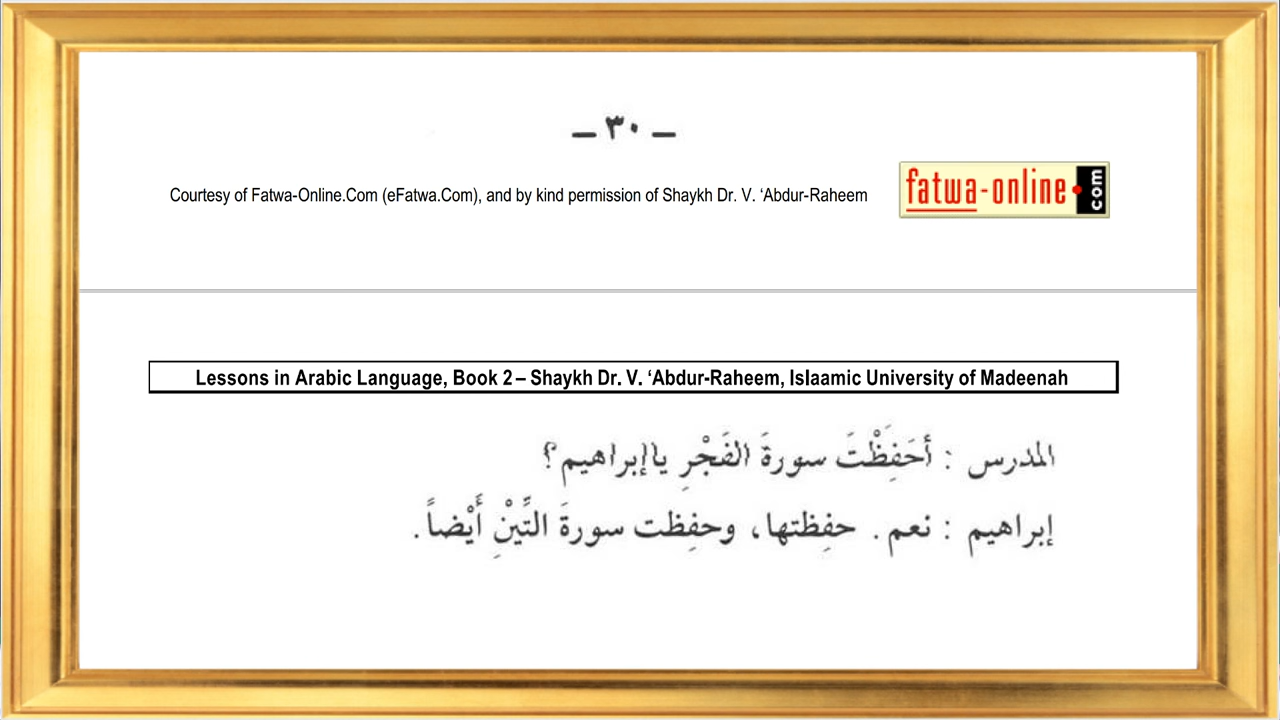 – ٣٠ –
Courtesy of Fatwa-Online.Com (eFatwa.Com), and by kind permission of Shaykh Dr. V. ‘Abdur-Raheem
fatwa-online.com
Lessons in Arabic Language, Book 2 – Shaykh Dr. V. ‘Abdur-Raheem, Islaamic University of Madeenah
المدرس : أَحَفِظْتَ سورةَ الفَجْرِ يا إبراهيم؟
إبراهيم : نعم. حفِظتها، وحفِظت سورةَ التِّيْنِ أَيْضاً.